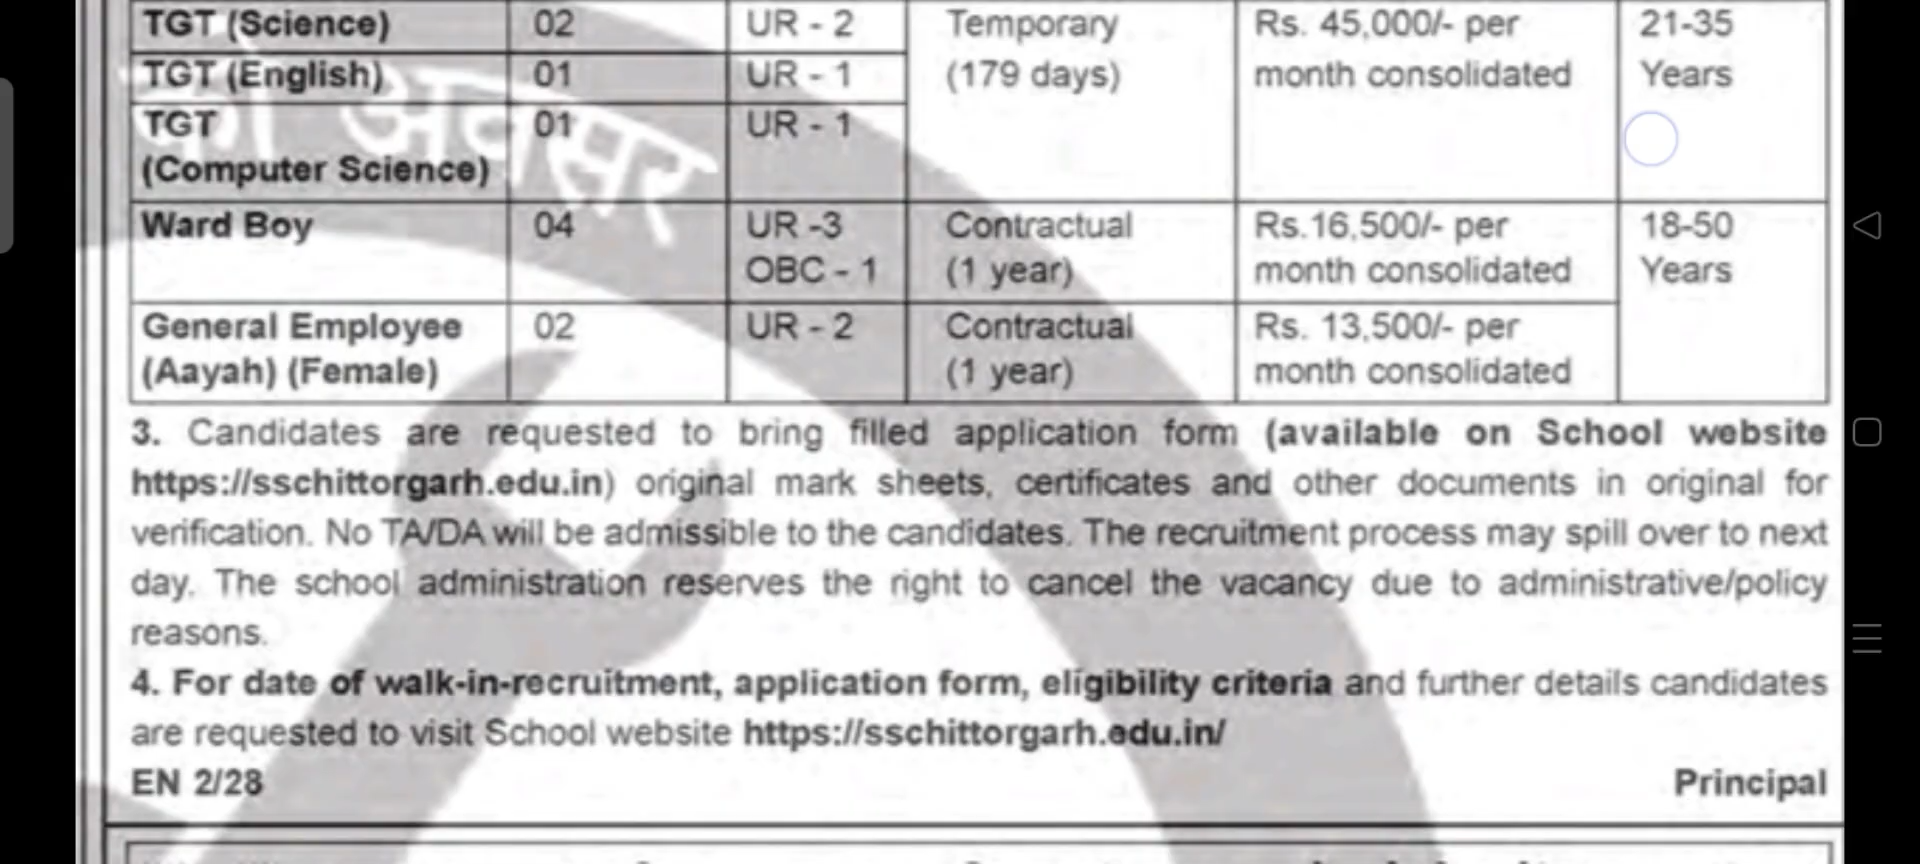 TGT (Science) 02 UR - 2 Temporary Rs. 45,000/- per 21-35
TGT (English) 01 UR - 1 (179 days) month consolidated Years
TGT 01 UR - 1
(Computer Science)
Ward Boy 04 UR -3 Contractual Rs.16,500/- per 18-50
OBC - 1 (1 year) month consolidated Years
General Employee 02 UR - 2 Contractual Rs. 13,500/- per
(Aayah) (Female) (1 year) month consolidated
का अवसर
3. Candidates are requested to bring filled application form (available on School website
https://sschittorgarh.edu.in) original mark sheets, certificates and other documents in original for
verification. No TA/DA will be admissible to the candidates. The recruitment process may spill over to next
day. The school administration reserves the right to cancel the vacancy due to administrative/policy
reasons.
4. For date of walk-in-recruitment, application form, eligibility criteria and further details candidates
are requested to visit School website https://sschittorgarh.edu.in/
EN 2/28 Principal